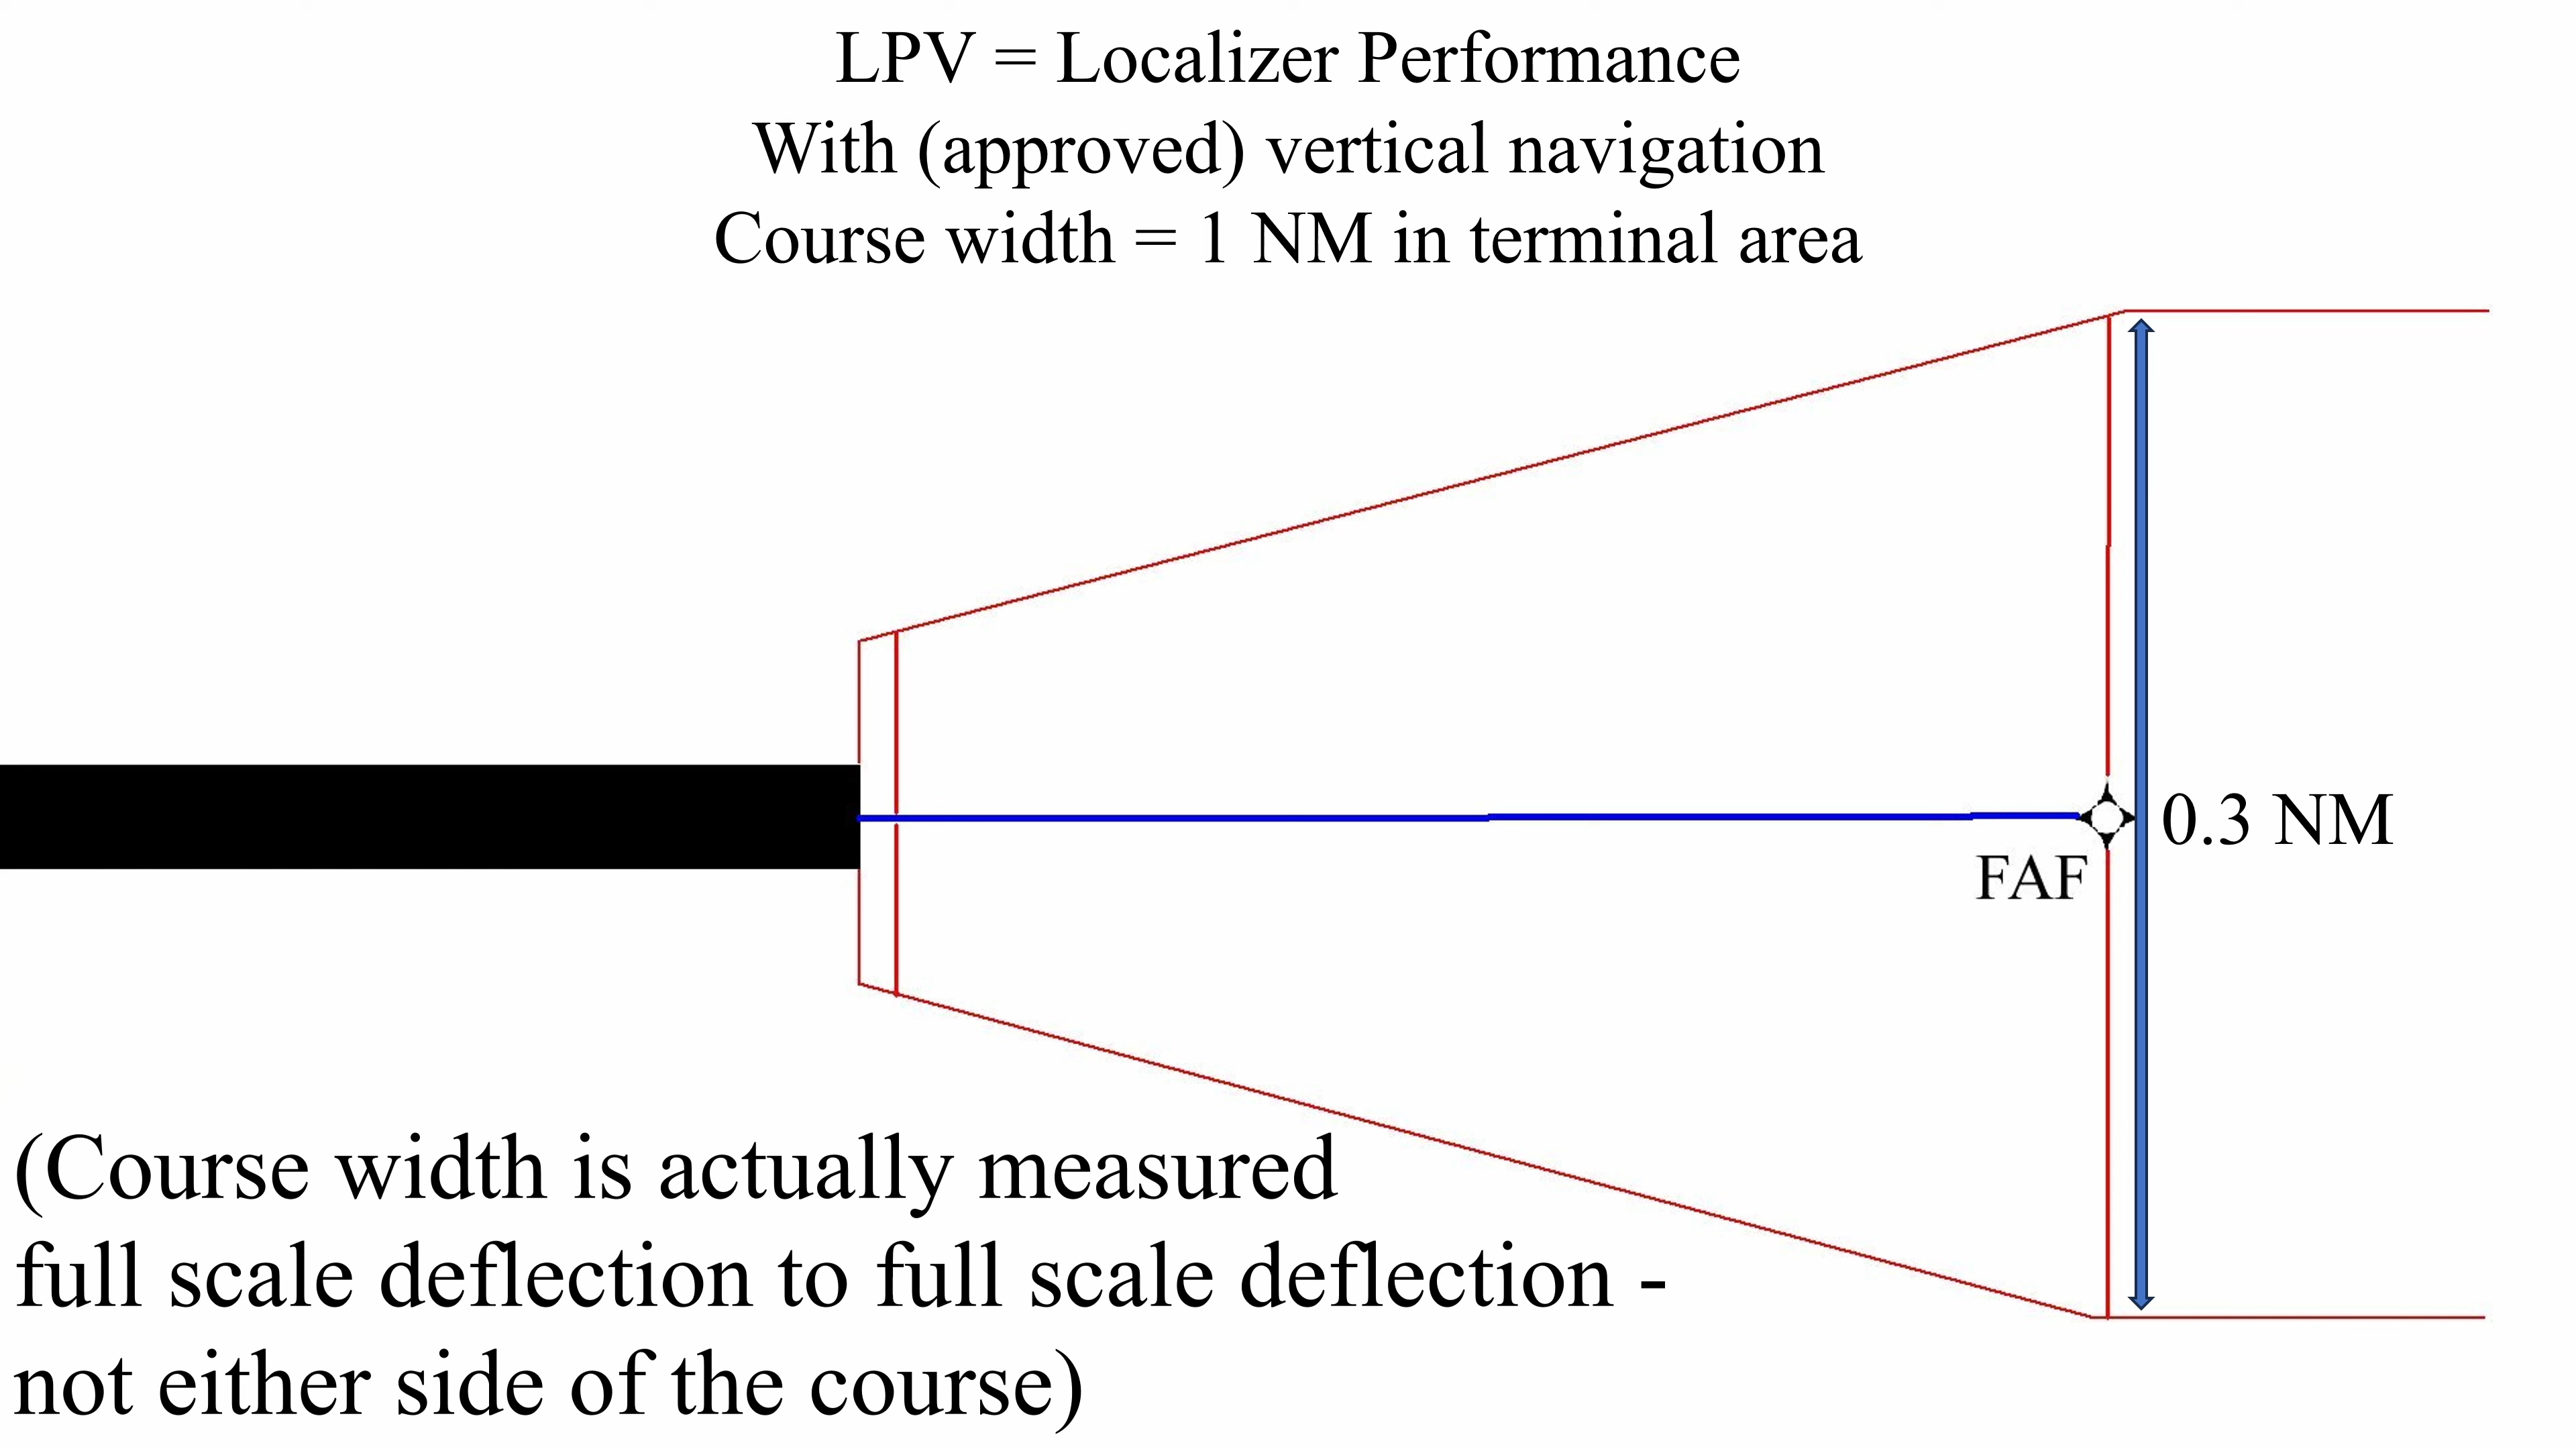 LPV = Localizer Performance
With (approved) vertical navigation
Course width = 1 NM in terminal area
0.3 NM
FAF
(Course width is actually measured
full scale deflection to full scale deflection -
not either side of the course)